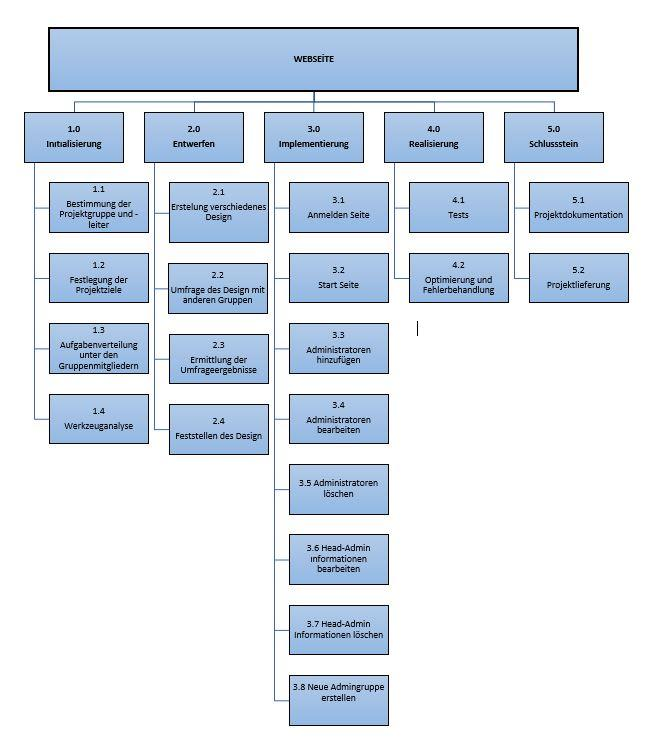 WEBSEİTE
1.0
Initialisierung
2.0
Entwerfen
3.0
Implementierung
4.0
Realisierung
5.0
Schlussstein
1.1
Bestimmung der
Projektgruppe und -
leiter
1.2
Festlegung der
Projektziele
1.3
Aufgabenverteilung
unter den
Gruppenmitgliedern
1.4
Werkzeuganalyse
2.1
Erstelung verschiedenes
Design
2.2
Umfrage des Design mit
anderen Gruppen
2.3
Ermittlung der
Umfrageergebnisse
2.4
Feststellen des Design
3.1
Anmelden Seite
3.2
Start Seite
3.3
Administratoren
hinzufügen
3.4
Administratoren
bearbeiten
3.5 Administratoren
löschen
3.6 Head-Admin
ınformationen
bearbeiten
3.7 Head-Admin
Informationen löschen
3.8 Neue Admingruppe
erstellen
4.1
Tests
4.2
Optimierung und
Fehlerbehandlung
5.1
Projektdokumentation
5.2
Projektlieferung